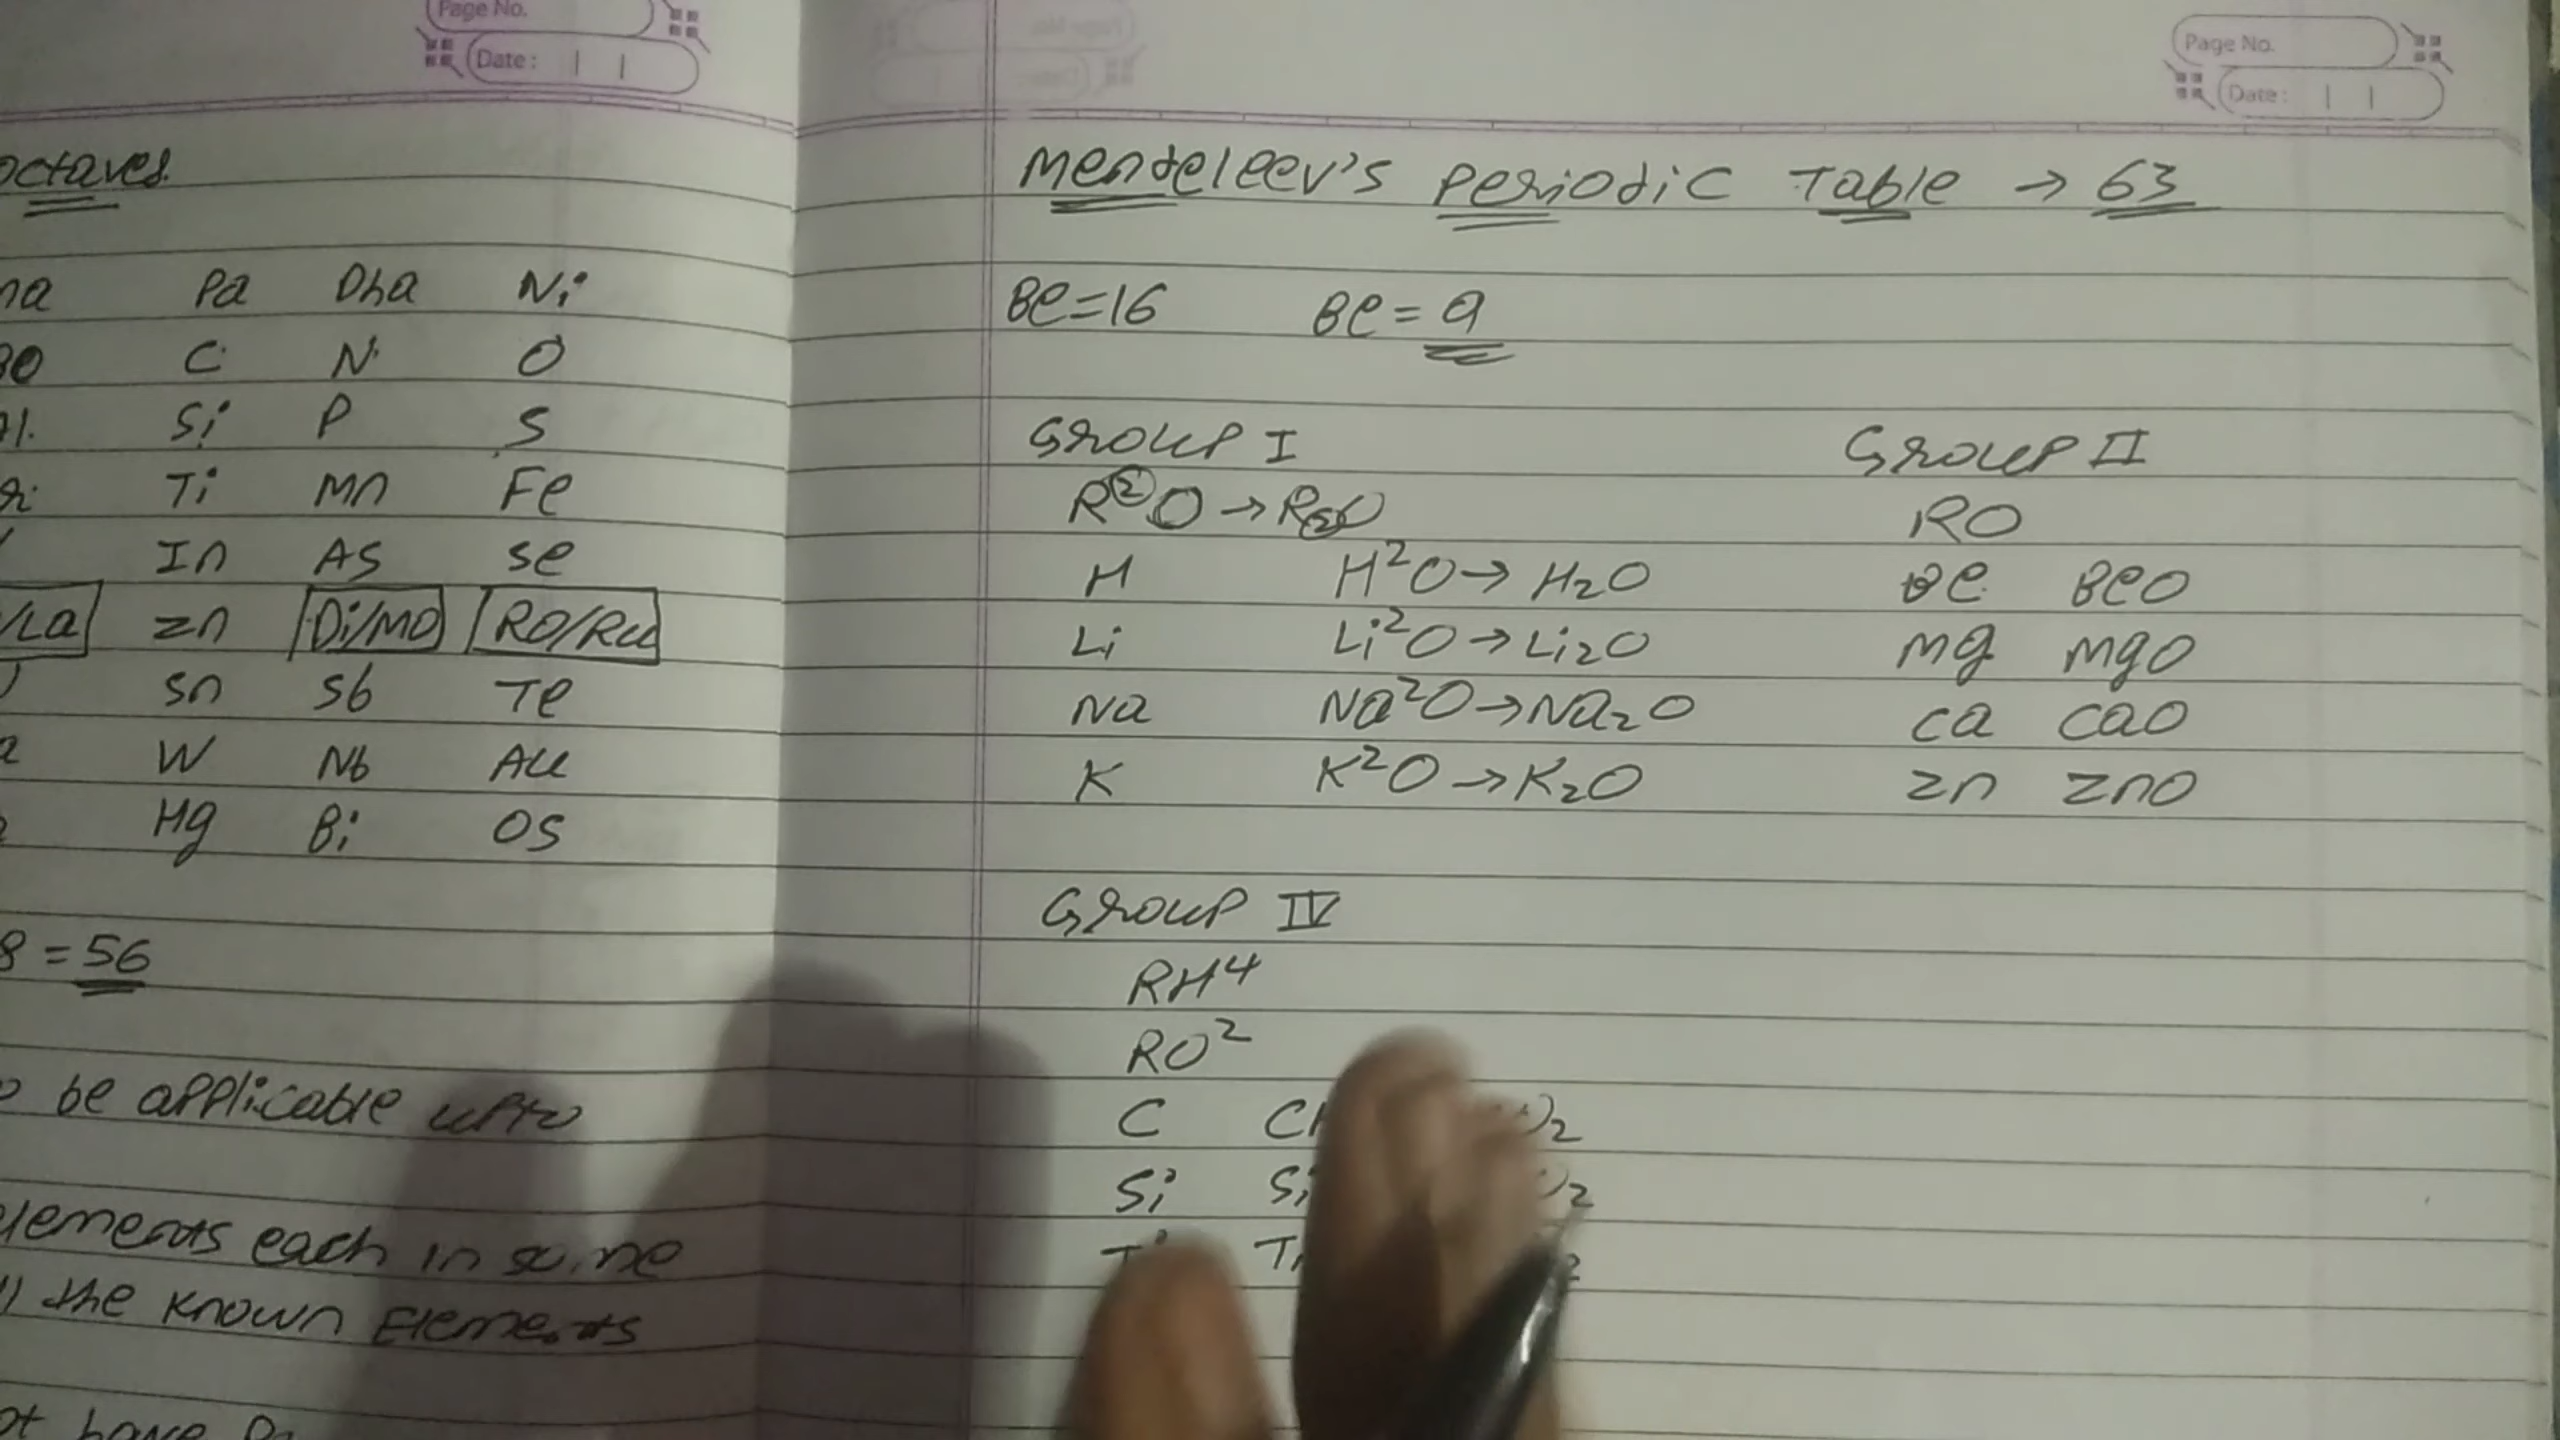 Page No.
Date :
octaves.
Pa Dha Ni
C N O
Si P S
Ti Mn Fe
In As Se
/La Zn Di/Mo Ro/Ru
Sn Sb Te
W Nb Au
Hg Bi Os
8 = 56
be applicable upto
elements each in some
the known Elements
have
Page No.
Date :
Mendeleev's Periodic Table → 63
Be=16 Be = 9
Group I Group II
R²O → R₂O RO
H H²O → H₂O Be BeO
Li Li²O → Li₂O Mg MgO
Na Na²O → Na₂O Ca CaO
K K²O → K₂O Zn ZnO
Group IV
RH⁴
RO²
C
Si